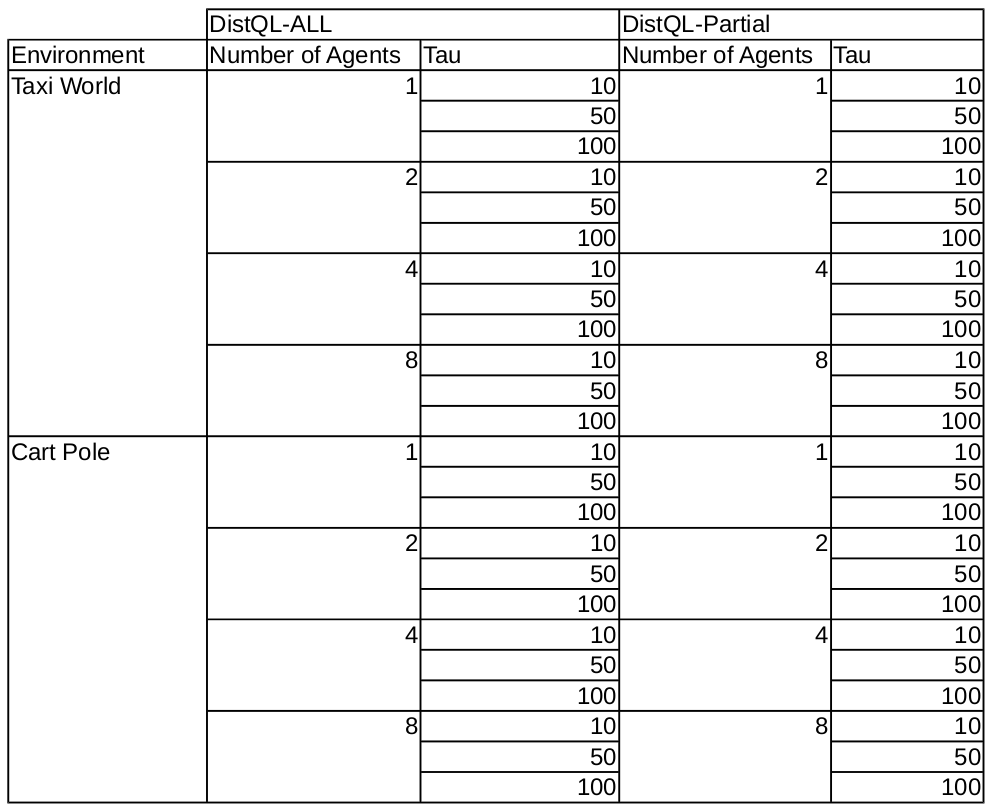 DistQL-ALL DistQL-Partial
Environment Number of Agents Tau Number of Agents Tau
Taxi World 1 10 1 10
50 50
100 100
2 10 2 10
50 50
100 100
4 10 4 10
50 50
100 100
8 10 8 10
50 50
100 100
Cart Pole 1 10 1 10
50 50
100 100
2 10 2 10
50 50
100 100
4 10 4 10
50 50
100 100
8 10 8 10
50 50
100 100